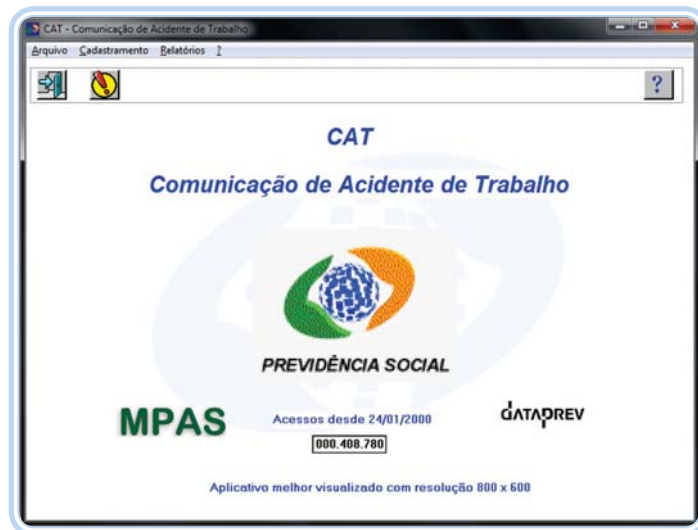 CAT - Comunicação de Acidente de Trabalho
Arquivo Cadastramento Relatórios ?
?
CAT
Comunicação de Acidente de Trabalho
PREVIDÊNCIA SOCIAL
MPAS
Acessos desde 24/01/2000
000.408.780
DATAPREV
Aplicativo melhor visualizado com resolução 800 x 600